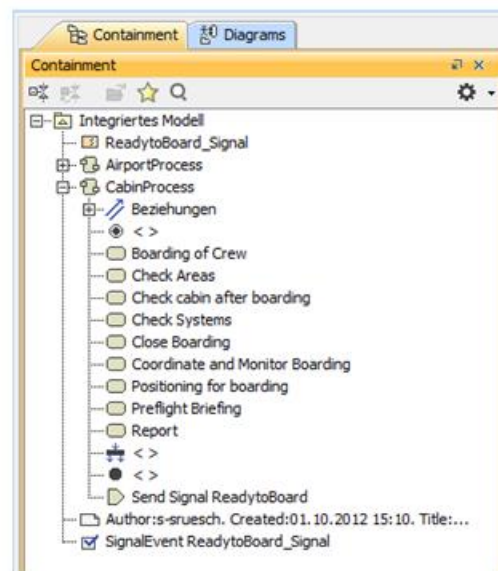 Containment Diagrams
Containment
Integriertes Modell
ReadytoBoard_Signal
AirportProcess
CabinProcess
Beziehungen
< >
Boarding of Crew
Check Areas
Check cabin after boarding
Check Systems
Close Boarding
Coordinate and Monitor Boarding
Positioning for boarding
Preflight Briefing
Report
< >
< >
Send Signal ReadytoBoard
Author:s-sruesch. Created:01.10.2012 15:10. Title:...
SignalEvent ReadytoBoard_Signal